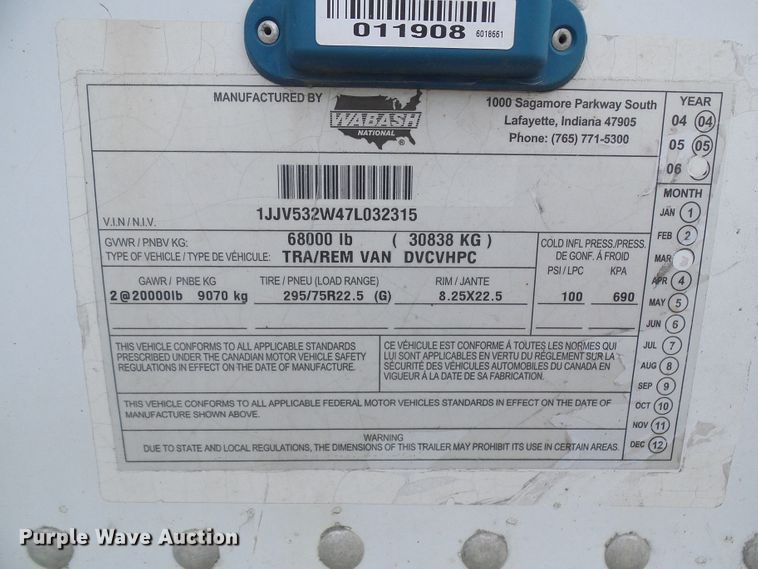 011908 6018661
MANUFACTURED BY
WABASH
NATIONAL ®
1000 Sagamore Parkway South
Lafayette, Indiana 47905
Phone: (765) 771-5300
YEAR
04 04
05 05
06
MONTH
JAN 1
FEB 2
MAR
APR 4
MAY 5
JUN 6
JUL 7
AUG 8
SEP 9
OCT 10
NOV 11
DEC 12
V.I.N / N.I.V. 1JJV532W47L032315
GVWR / PNBV KG: 68000 lb ( 30838 KG )
TYPE OF VEHICLE / TYPE DE VÉHICULE: TRA/REM VAN DVCVHPC
COLD INFL PRESS./PRESS.
DE GONF. À FROID
PSI / LPC KPA
GAWR / PNBE KG TIRE / PNEU (LOAD RANGE) RIM / JANTE
2@20000lb 9070 kg 295/75R22.5 (G) 8.25X22.5 100 690
THIS VEHICLE CONFORMS TO ALL APPLICABLE STANDARDS
PRESCRIBED UNDER THE CANADIAN MOTOR VEHICLE SAFETY
REGULATIONS IN EFFECT ON THE DATE OF MANUFACTURE.
CE VÉHICULE EST CONFORME À TOUTES LES NORMES QUI
LUI SONT APPLICABLES EN VERTU DU RÉGLEMENT SUR LA
SÉCURITÉ DES VÉHICULES AUTOMOBILES DU CANADA EN
VIGUEUR À LA DATE DE SA FABRICATION.
THIS VEHICLE CONFORMS TO ALL APPLICABLE FEDERAL MOTOR VEHICLES STANDARDS IN EFFECT ON THE DATE OF
MANUFACTURE SHOWN ABOVE.
WARNING
DUE TO STATE AND LOCAL REGULATIONS, THE DIMENSIONS OF THIS TRAILER MAY PROHIBIT ITS USE IN CERTAIN AREAS.
Purple Wave Auction